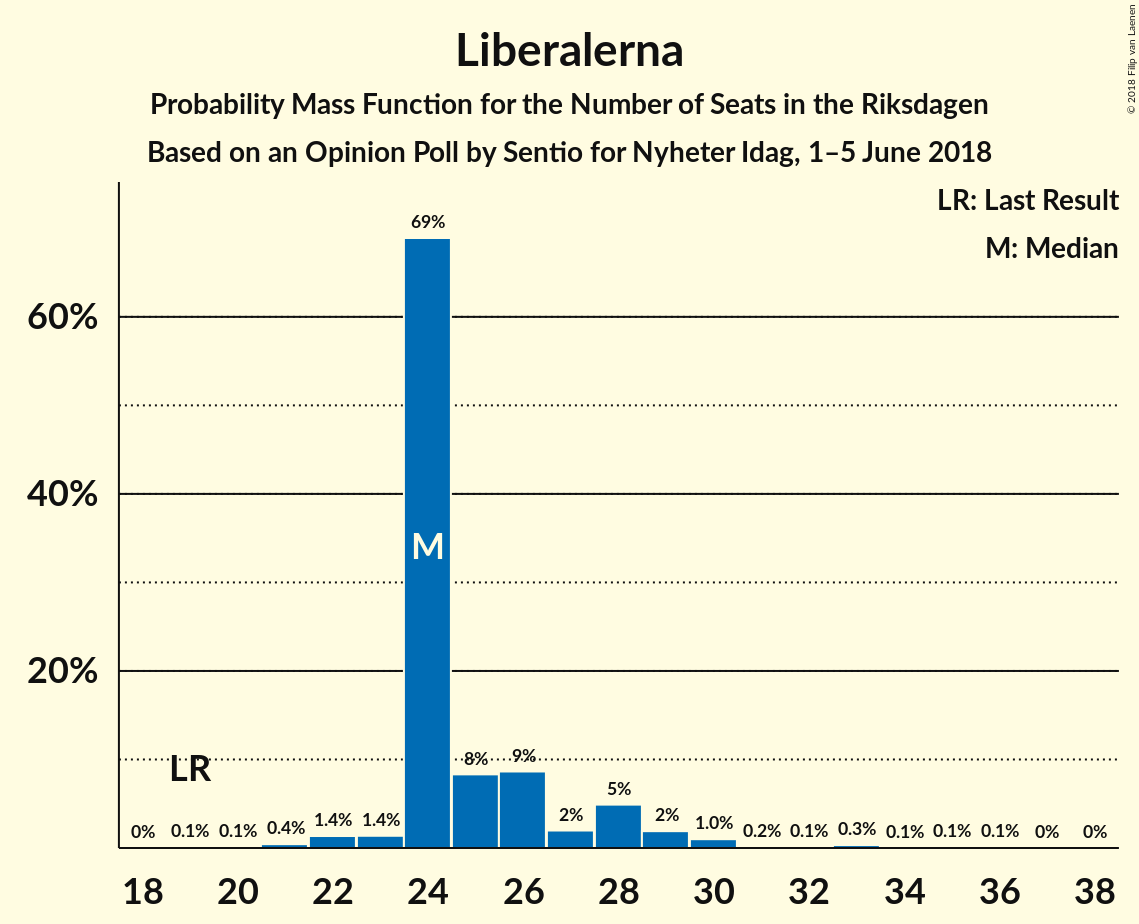 Liberalerna
Probability Mass Function for the Number of Seats in the Riksdagen
Based on an Opinion Poll by Sentio for Nyheter Idag, 1–5 June 2018
© 2018 Filip van Laenen
LR: Last Result
M: Median
69%
60%
40%
M
20%
LR
0% 0.1% 0.1% 0.4% 1.4% 1.4% 8% 9% 2% 5% 2% 1.0% 0.2% 0.1% 0.3% 0.1% 0.1% 0.1% 0% 0%
18 20 22 24 26 28 30 32 34 36 38